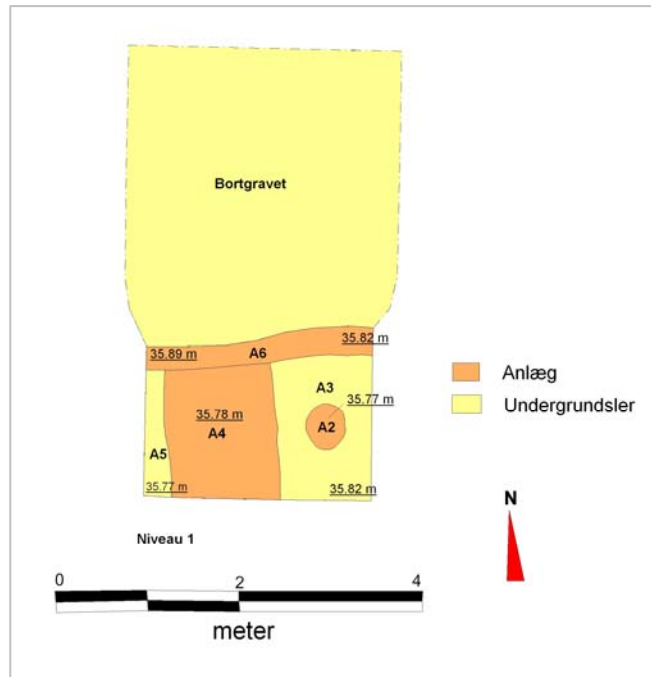 Bortgravet
35.82 m
35.89 m
A6
Anlæg
A3
35.77 m
Undergrundsler
35.78 m
A4
A2
A5
35.77 m
35.82 m
N
Niveau 1
0 2 4
meter